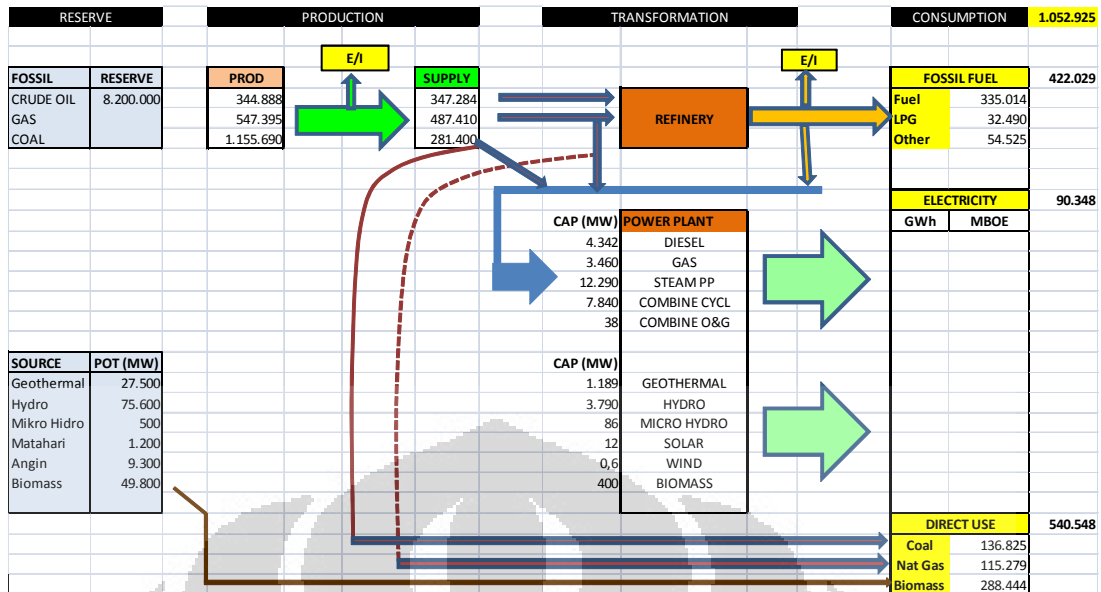 RESERVE PRODUCTION TRANSFORMATION CONSUMPTION 1.052.925
E/I E/I
FOSSIL RESERVE PROD SUPPLY FOSSIL FUEL 422.029
CRUDE OIL 8.200.000 344.888 347.284 Fuel 335.014
GAS 547.395 487.410 REFINERY LPG 32.490
COAL 1.155.690 281.400 Other 54.525
ELECTRICITY 90.348
CAP (MW) POWER PLANT GWh MBOE
4.342 DIESEL
3.460 GAS
12.290 STEAM PP
7.840 COMBINE CYCL
38 COMBINE O&G
SOURCE POT (MW) CAP (MW)
Geothermal 27.500 1.189 GEOTHERMAL
Hydro 75.600 3.790 HYDRO
Mikro Hidro 500 86 MICRO HYDRO
Matahari 1.200 12 SOLAR
Angin 9.300 0,6 WIND
Biomass 49.800 400 BIOMASS
DIRECT USE 540.548
Coal 136.825
Nat Gas 115.279
Biomass 288.444